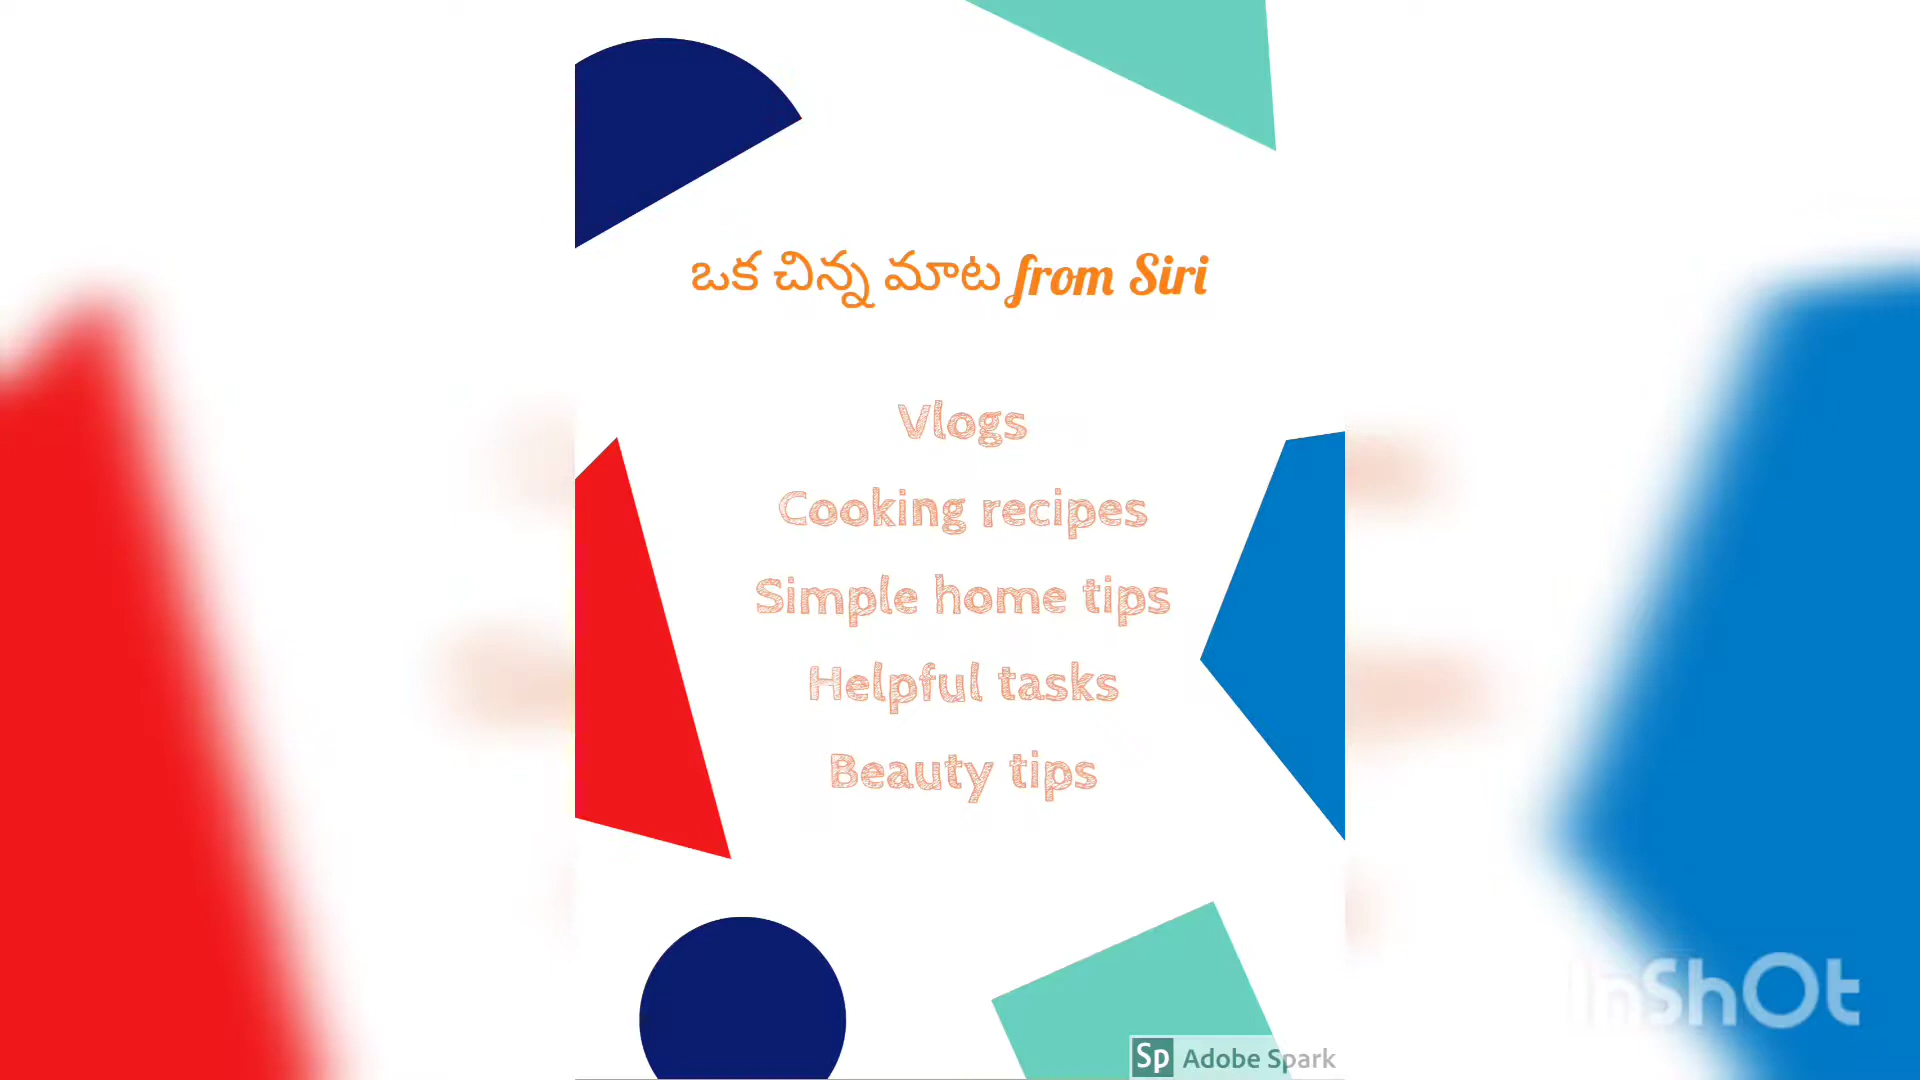 ఒక చిన్న మాట from Siri
Vlogs
Cooking recipes
Simple home tips
Helpful tasks
Beauty tips
InShOt
Sp Adobe Spark